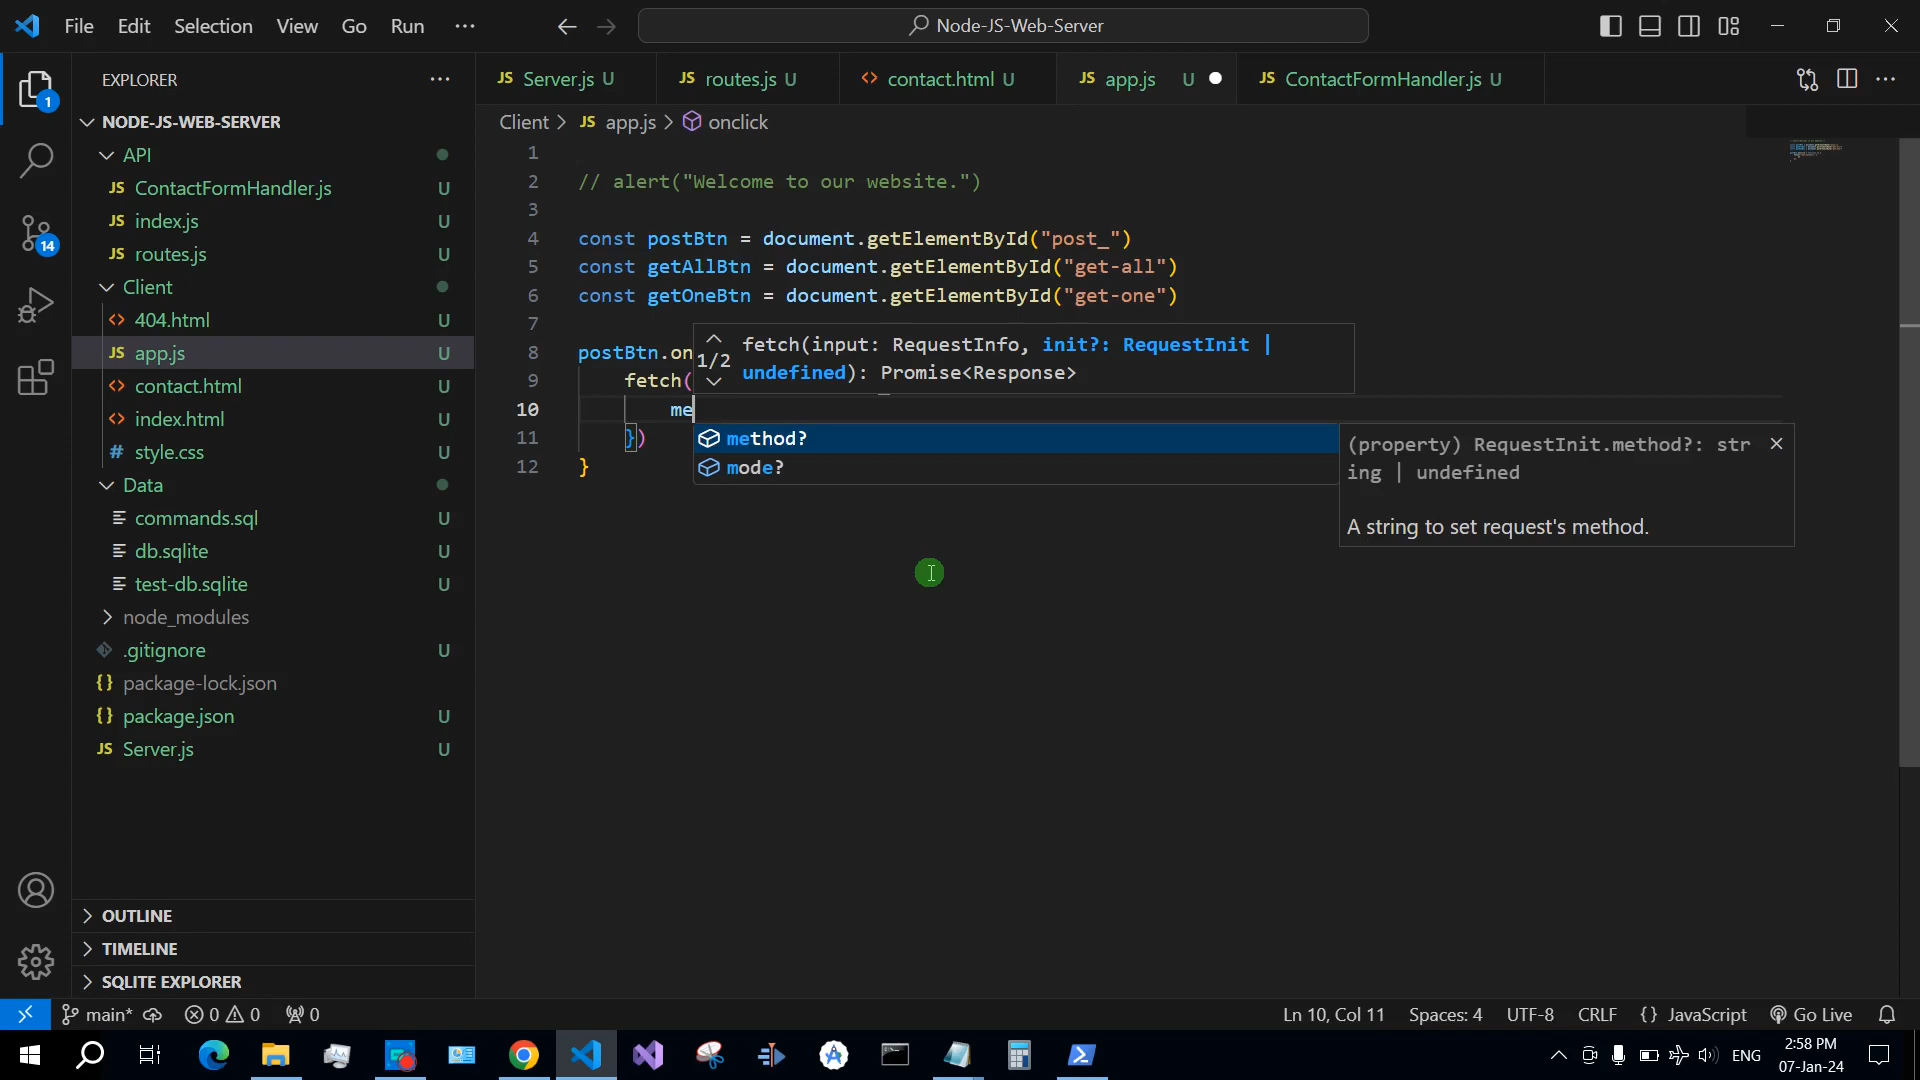 File Edit Selection View Go Run ··· Node-JS-Web-Server
EXPLORER ···
JS Server.js U JS routes.js U <> contact.html U JS app.js U JS ContactFormHandler.js U ···
Client > JS app.js > onclick
1
NODE-JS-WEB-SERVER
API
JS ContactFormHandler.js U
JS index.js U
14
JS routes.js U
Client
<> 404.html U
JS app.js U
<> contact.html U
<> index.html U
# style.css U
Data
commands.sql U
db.sqlite U
test-db.sqlite U
node_modules
.gitignore U
{} package-lock.json
{} package.json U
JS Server.js U
OUTLINE
TIMELINE
SQLITE EXPLORER
1
2 // alert("Welcome to our website.")
3
4 const postBtn = document.getElementById("post_")
5 const getAllBtn = document.getElementById("get-all")
6 const getOneBtn = document.getElementById("get-one")
7
8 postBtn.on
9 fetch(
10 me
11 })
12 }
1/2
fetch(input: RequestInfo, init?: RequestInit |
undefined): Promise<Response>
method?
mode?
(property) RequestInit.method?: str
ing | undefined
A string to set request's method.
main* 0 0 0 Ln 10, Col 11 Spaces: 4 UTF-8 CRLF {} JavaScript Go Live
ENG
2:58 PM
07-Jan-24